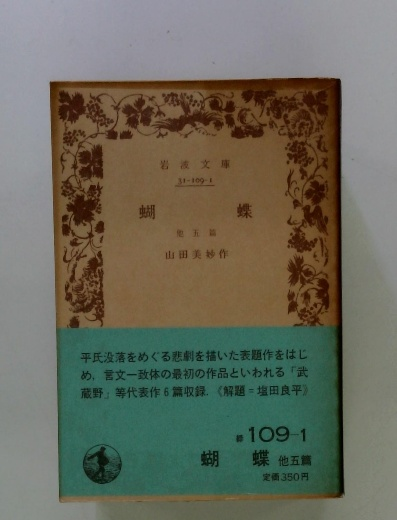 岩波文庫
31-109-1
蝴蝶
他五篇
山田美妙作
平氏没落をめぐる悲劇を描いた表題作をはじ
め，言文一致体の最初の作品といわれる「武
蔵野」等代表作6篇収録．《解題=塩田良平》
緑109-1
蝴蝶 他五篇
定価350円